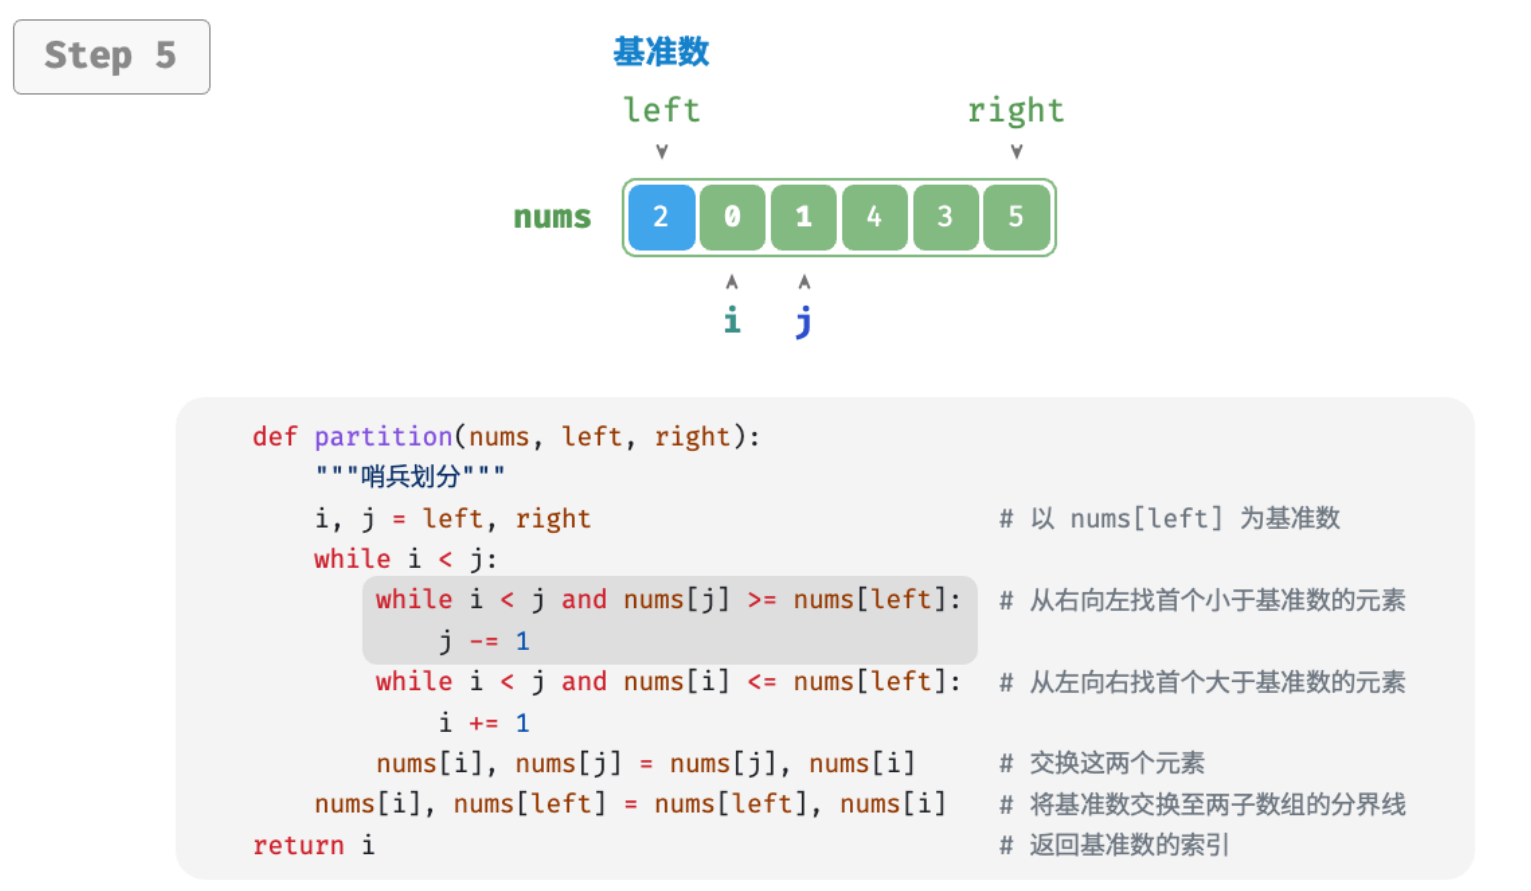 Step 5
基准数
left right
nums 2 0 1 4 3 5
i j
def partition(nums, left, right):
"""哨兵划分"""
i, j = left, right # 以 nums[left] 为基准数
while i < j:
while i < j and nums[j] >= nums[left]: # 从右向左找首个小于基准数的元素
j -= 1
while i < j and nums[i] <= nums[left]: # 从左向右找首个大于基准数的元素
i += 1
nums[i], nums[j] = nums[j], nums[i] # 交换这两个元素
nums[i], nums[left] = nums[left], nums[i] # 将基准数交换至两子数组的分界线
return i # 返回基准数的索引